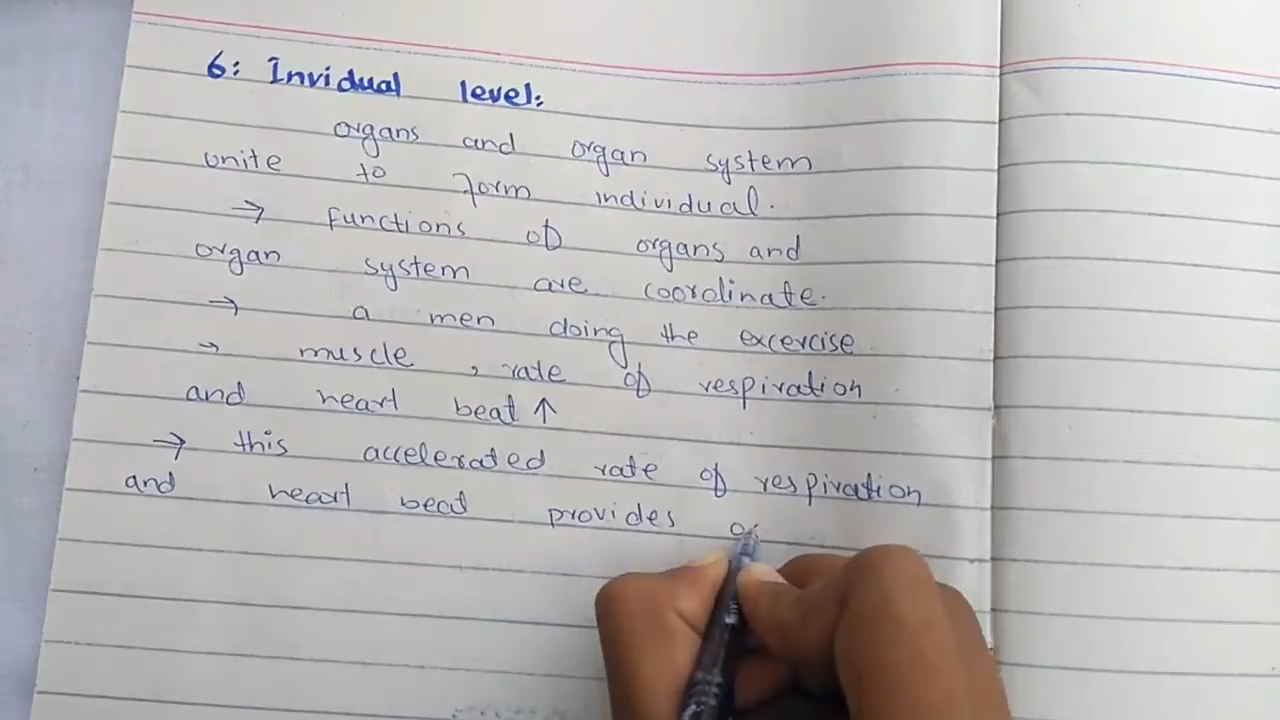 6: Invidual level:
organs and organ system
unite to form individual.
→ functions of organs and
organ system are coordinate.
→ a men doing the excercise
→ muscle, rate of respiration
and heart beat ↑
→ this accelerated rate of respiration
and heart beat provides